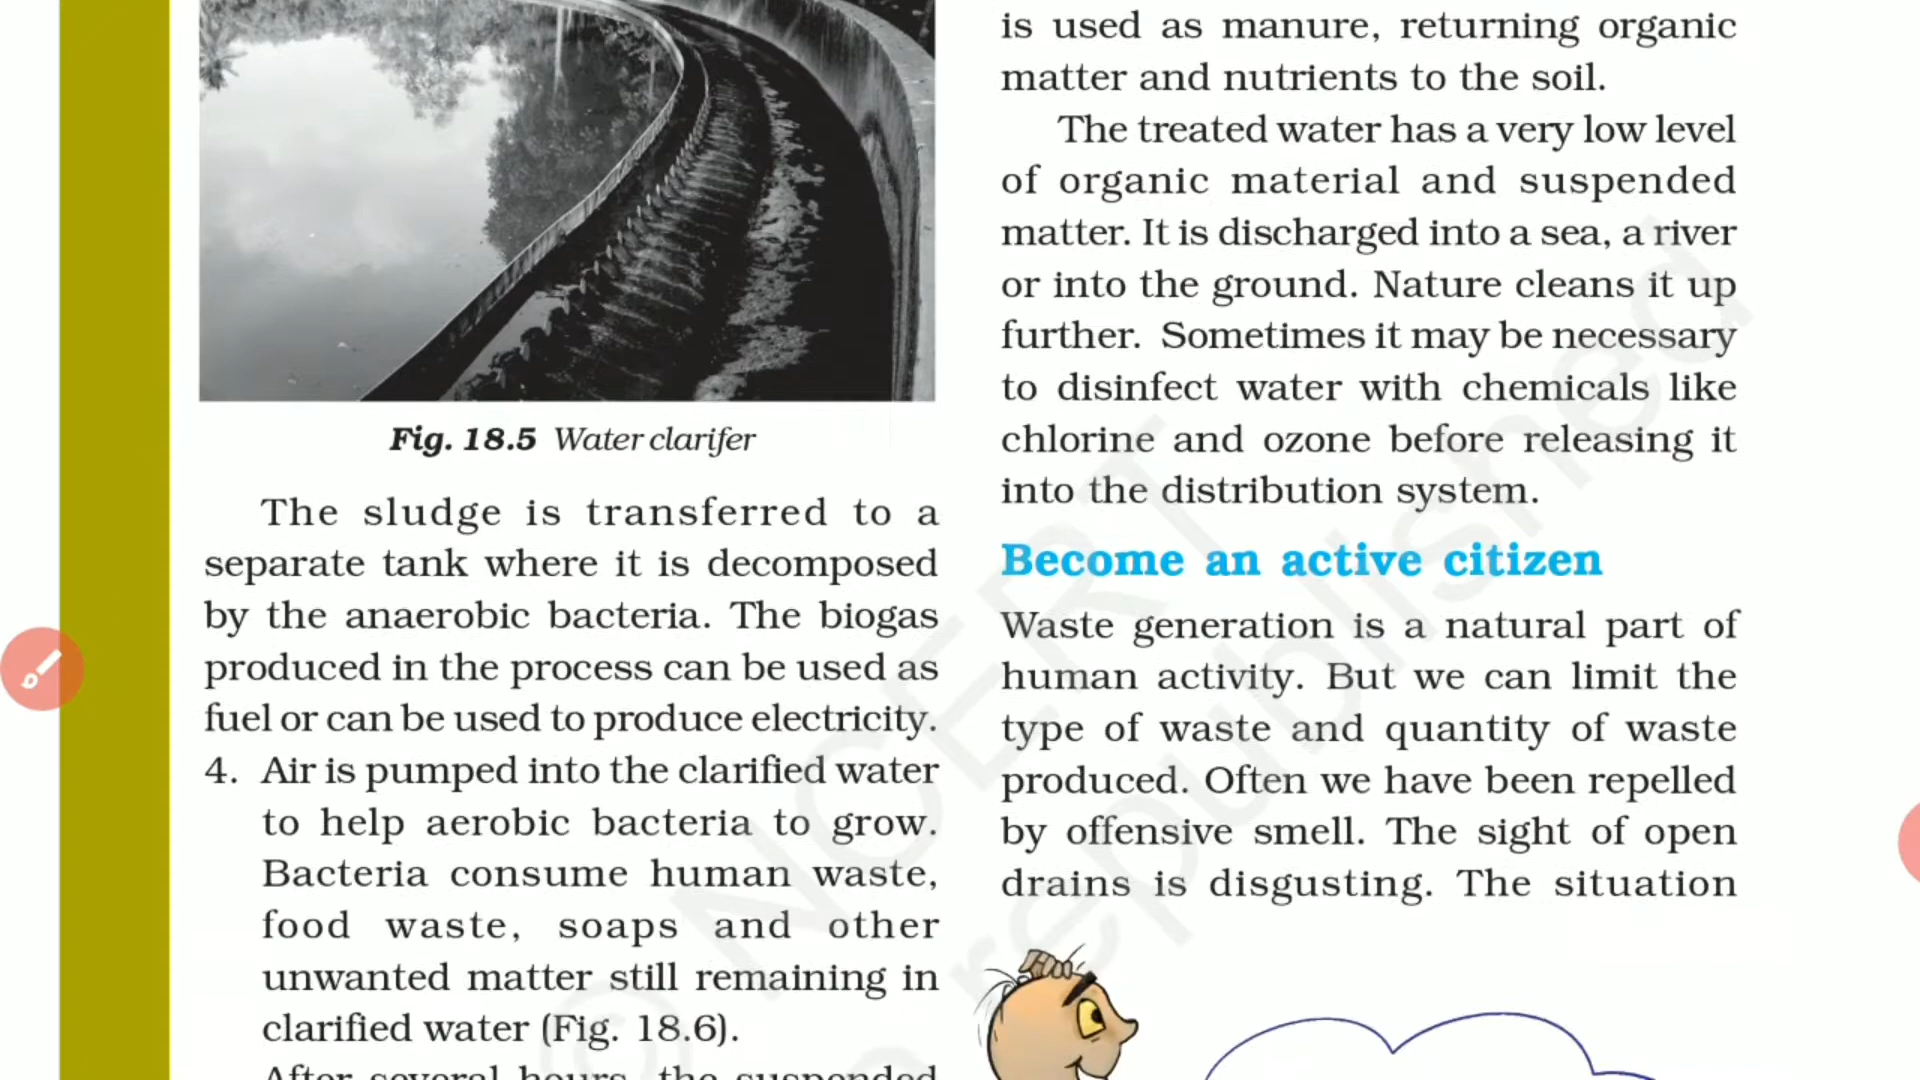 Fig. 18.5 Water clarifer
The sludge is transferred to a
separate tank where it is decomposed
by the anaerobic bacteria. The biogas
produced in the process can be used as
fuel or can be used to produce electricity.
4. Air is pumped into the clarified water
to help aerobic bacteria to grow.
Bacteria consume human waste,
food waste, soaps and other
unwanted matter still remaining in
clarified water (Fig. 18.6).
After several hours, the suspended
is used as manure, returning organic
matter and nutrients to the soil.
The treated water has a very low level
of organic material and suspended
matter. It is discharged into a sea, a river
or into the ground. Nature cleans it up
further. Sometimes it may be necessary
to disinfect water with chemicals like
chlorine and ozone before releasing it
into the distribution system.
Become an active citizen
Waste generation is a natural part of
human activity. But we can limit the
type of waste and quantity of waste
produced. Often we have been repelled
by offensive smell. The sight of open
drains is disgusting. The situation
© NCERT
republished